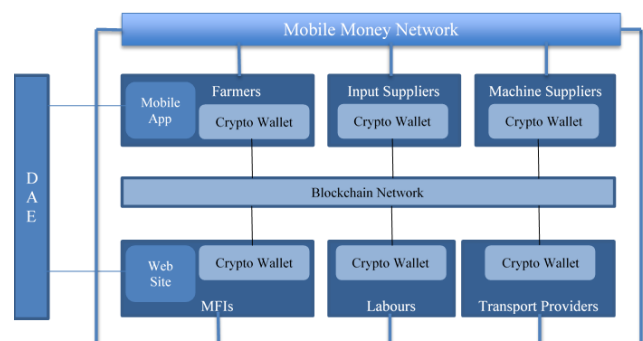 Mobile Money Network
Farmers
Input Suppliers
Machine Suppliers
Mobile
App
Crypto Wallet
Crypto Wallet
Crypto Wallet
D
A
E
Blockchain Network
Web
Site
Crypto Wallet
Crypto Wallet
Crypto Wallet
MFIs
Labours
Transport Providers